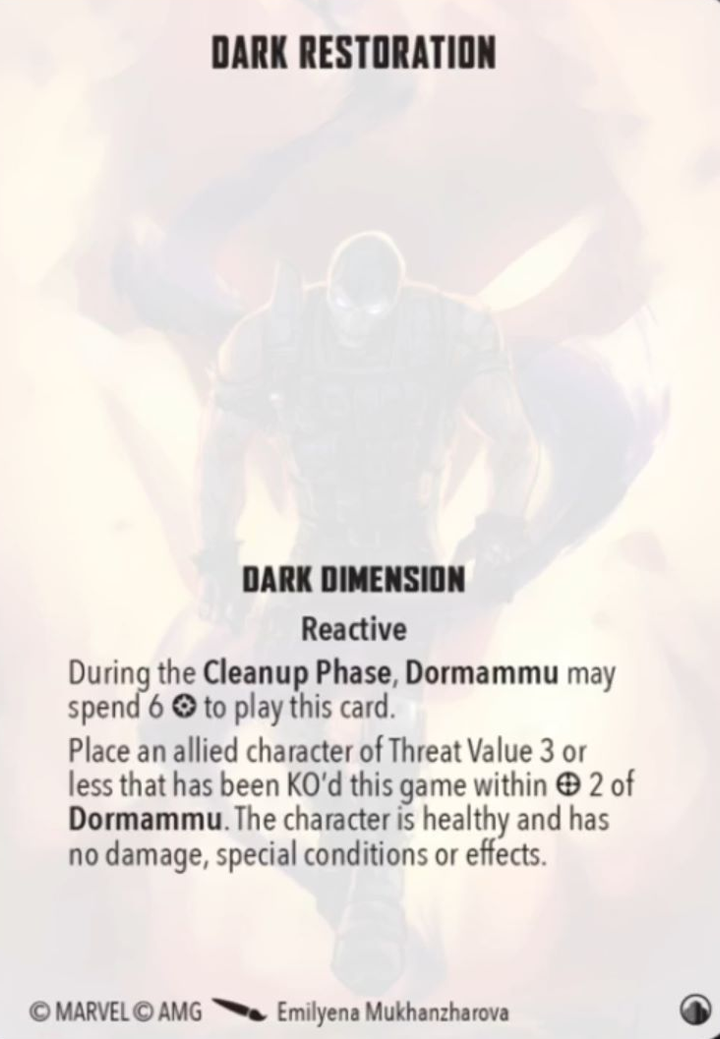 DARK RESTORATION
DARK DIMENSION
Reactive
During the Cleanup Phase, Dormammu may
spend 6 to play this card.
Place an allied character of Threat Value 3 or
less that has been KO'd this game within 2 of
Dormammu. The character is healthy and has
no damage, special conditions or effects.
© MARVEL © AMG Emilyena Mukhanzharova